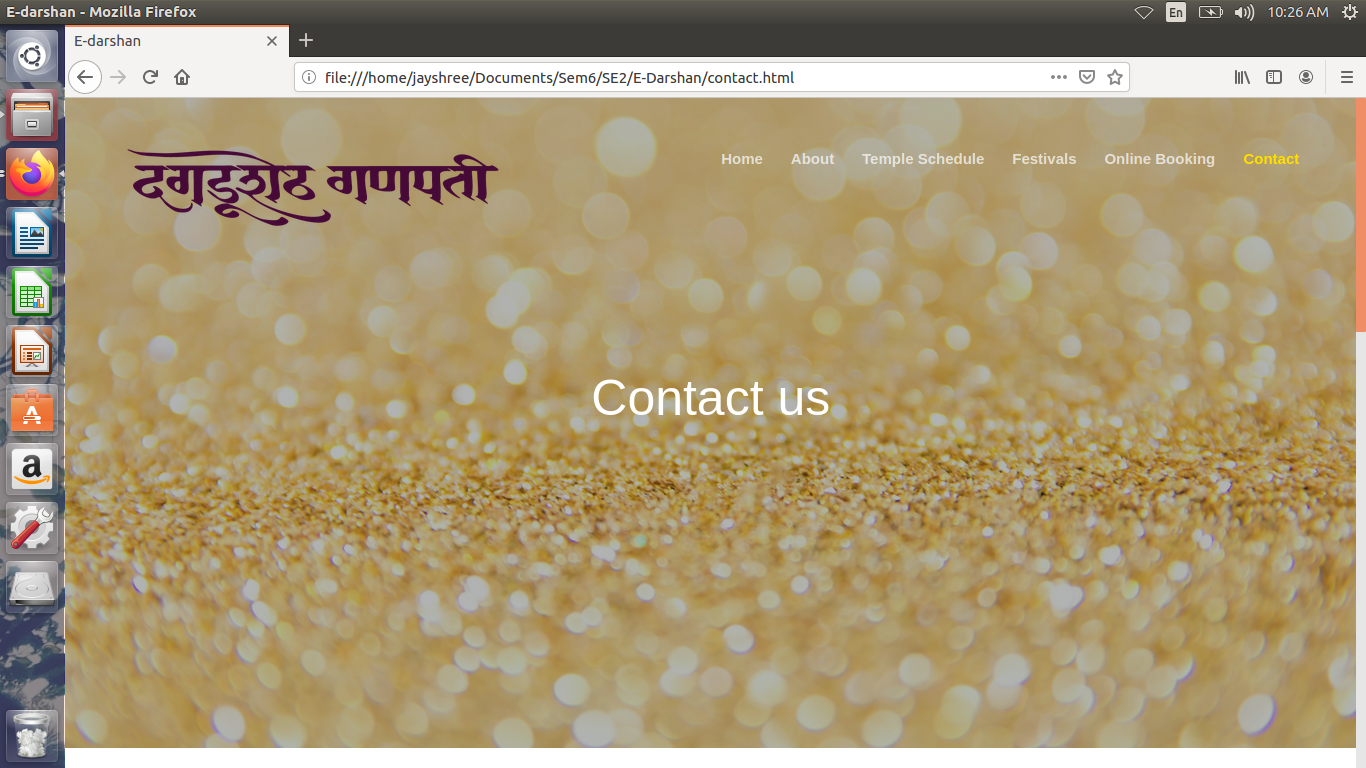 E-darshan - Mozilla Firefox
En
10:26 AM
E-darshan
file:///home/jayshree/Documents/Sem6/SE2/E-Darshan/contact.html
दगडूशेठ गणपती
Home About Temple Schedule Festivals Online Booking Contact
Contact us